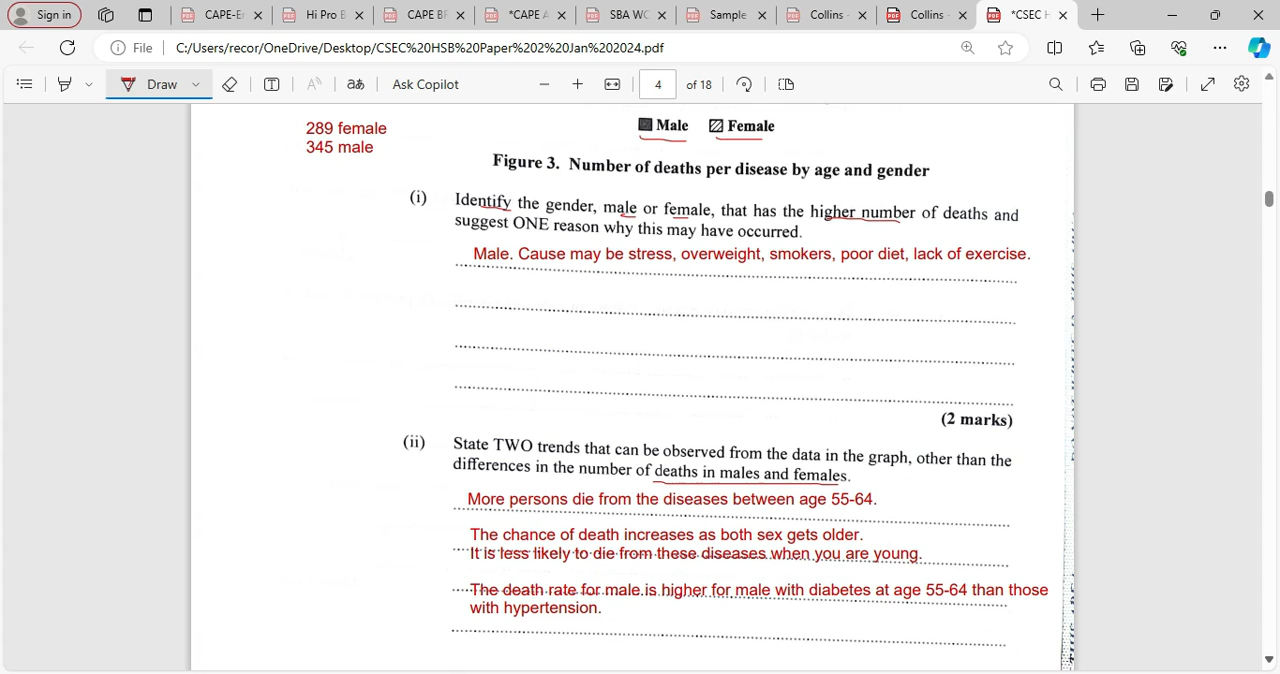 Sign in
CAPE-Er
Hi Pro B
CAPE BF
*CAPE A
SBA WC
Sample
Collins -
Collins -
*CSEC H
File
C:/Users/recor/OneDrive/Desktop/CSEC%20HSB%20Paper%202%20Jan%202024.pdf
Draw
aあ
Ask Copilot
4
of 18
289 female
345 male
Male Female
Figure 3. Number of deaths per disease by age and gender
(i) Identify the gender, male or female, that has the higher number of deaths and
suggest ONE reason why this may have occurred.
Male. Cause may be stress, overweight, smokers, poor diet, lack of exercise.
(2 marks)
(ii) State TWO trends that can be observed from the data in the graph, other than the
differences in the number of deaths in males and females.
More persons die from the diseases between age 55-64.
The chance of death increases as both sex gets older.
It is less likely to die from these diseases when you are young.
The death rate for male is higher for male with diabetes at age 55-64 than those
with hypertension.